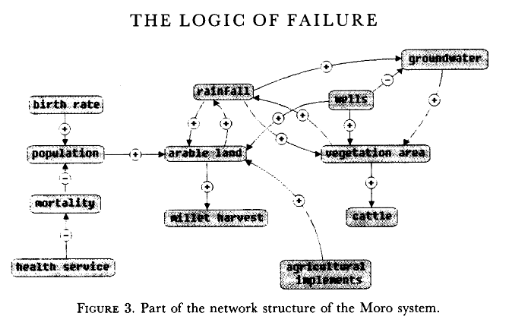 THE LOGIC OF FAILURE
groundwater
+
rainfall
wells
−
birth rate
+
+
+
+
+
+
+
+
population
+
arable land
vegetation area
−
+
+
mortality
+
millet harvest
cattle
−
health service
agricultural
implements
FIGURE 3. Part of the network structure of the Moro system.